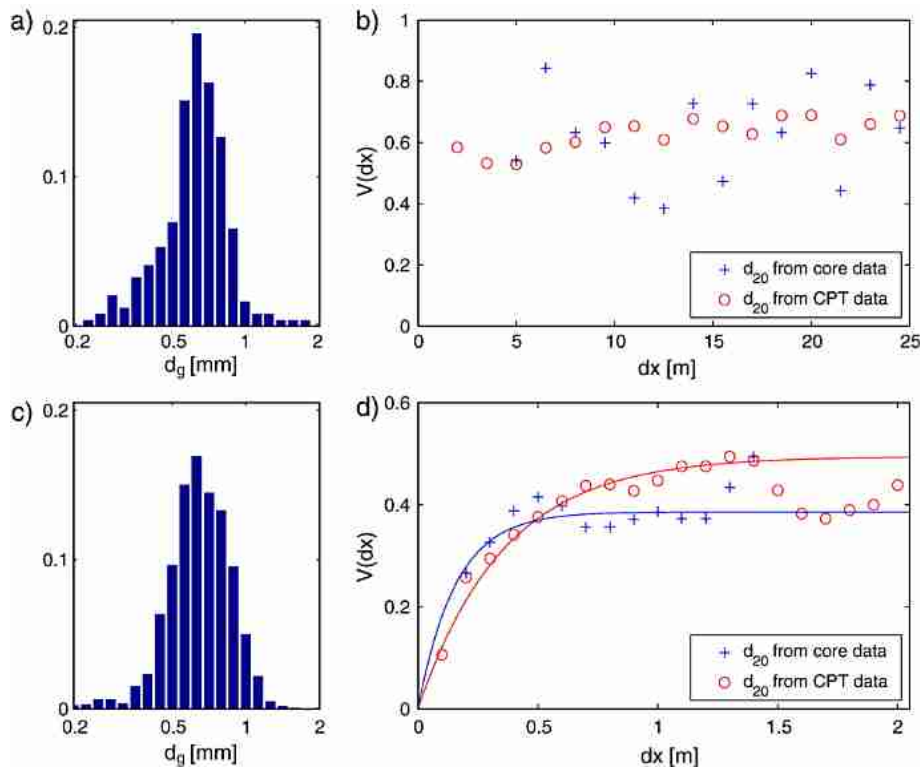 a)
0.2
0.1
0
0.2 0.5 1 2
d_g [mm]
b)
1
0.8
0.6
0.4
0.2
0
0 5 10 15 20 25
V(dx)
dx [m]
d_20 from core data
d_20 from CPT data
c)
0.2
0.1
0
0.2 0.5 1 2
d_g [mm]
d)
0.6
0.4
0.2
0
0 0.5 1 1.5 2
V(dx)
dx [m]
d_20 from core data
d_20 from CPT data